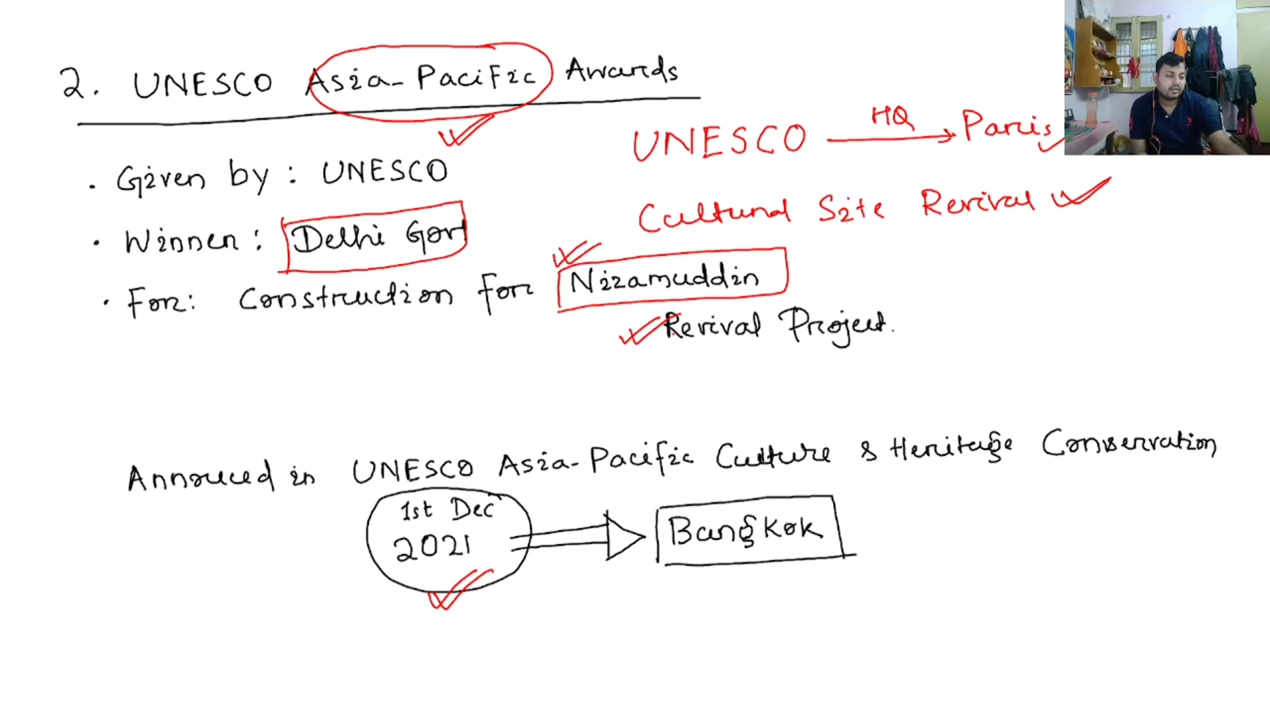 2. UNESCO Asia-Pacific Awards
UNESCO HQ Paris
. Given by: UNESCO
Cultural Site Revival
. Winner: Delhi Govt
. For: Construction for Nizamuddin
Revival Project.
Annouced in UNESCO Asia-Pacific Culture & Heritage Conservation
1st Dec
2021
Bangkok